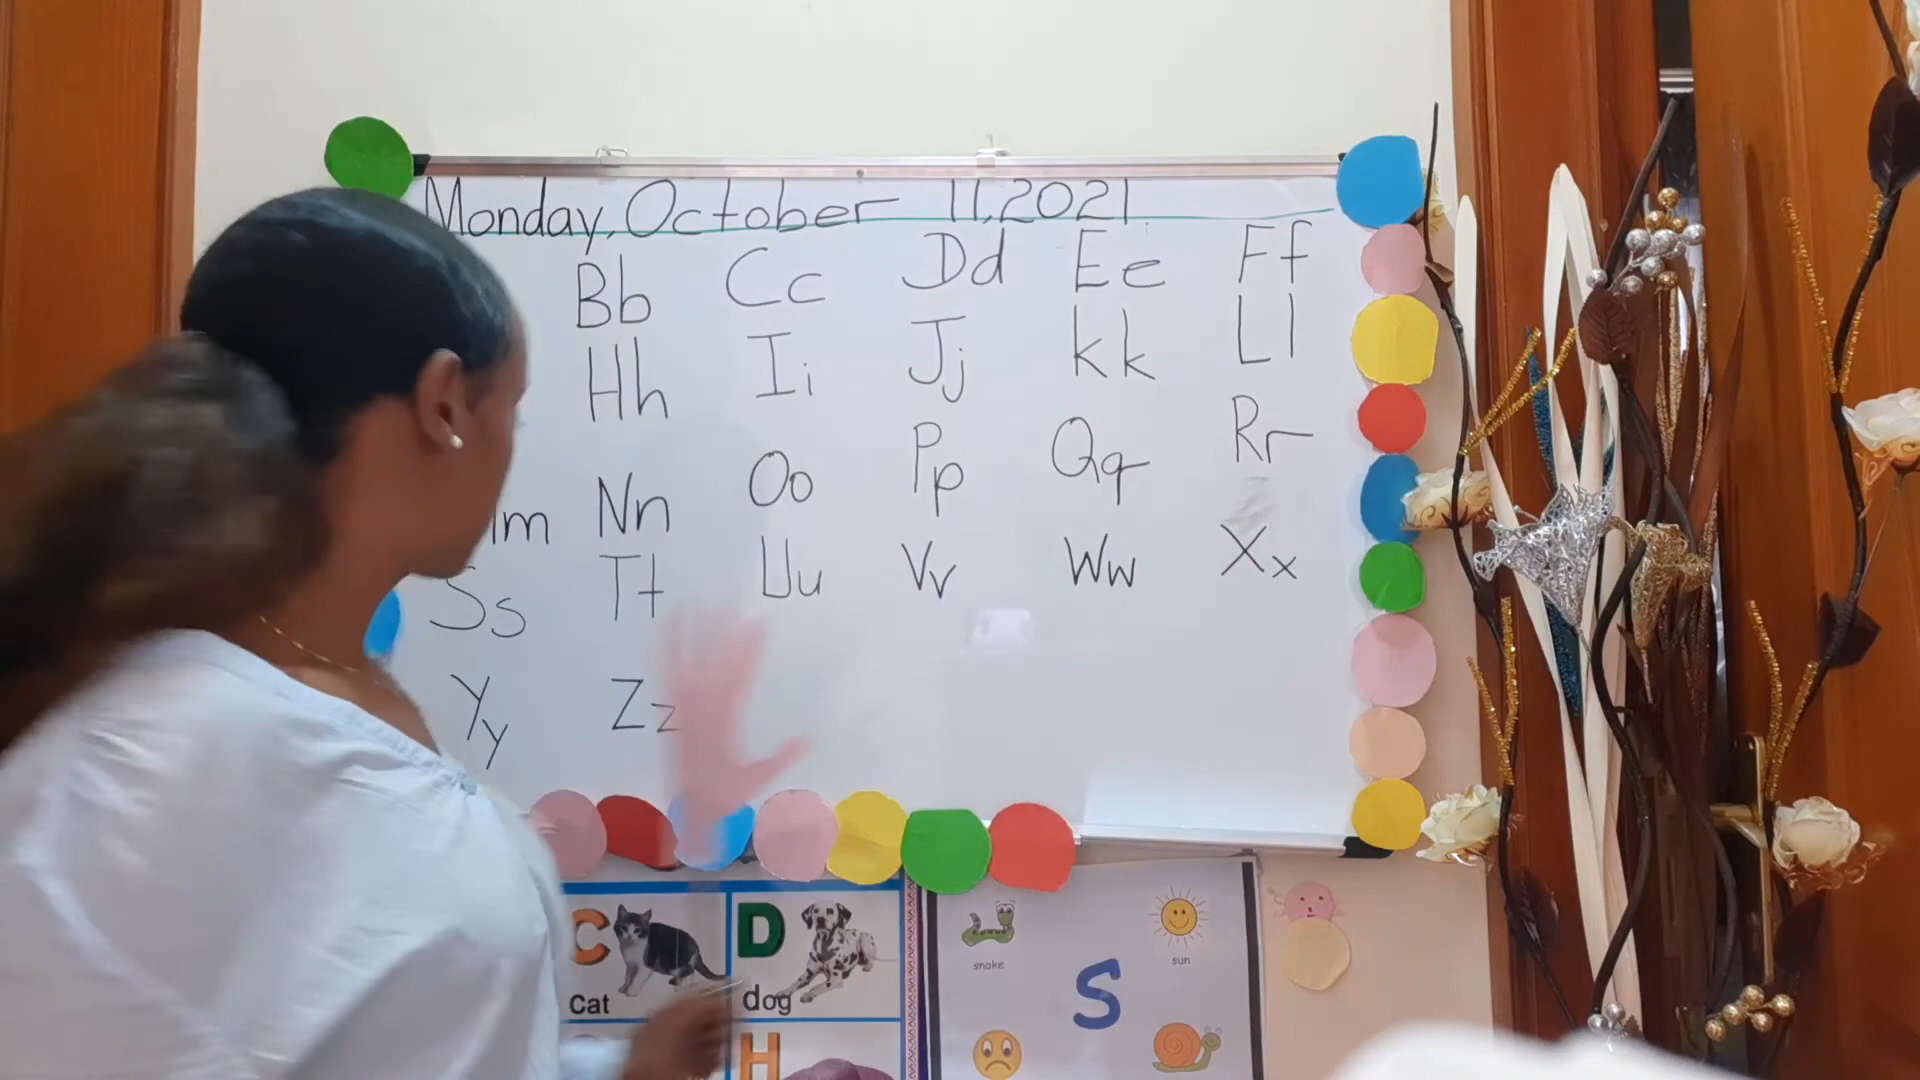 Monday, October 11, 2021
Bb Cc Dd Ee Ff
Hh Ii Jj kk Ll
m Nn Oo Pp Qq Rr
Ss Tt Uu Vv Ww Xx
Yy Zz
C
cat
D
dog
H
snake
sun
S